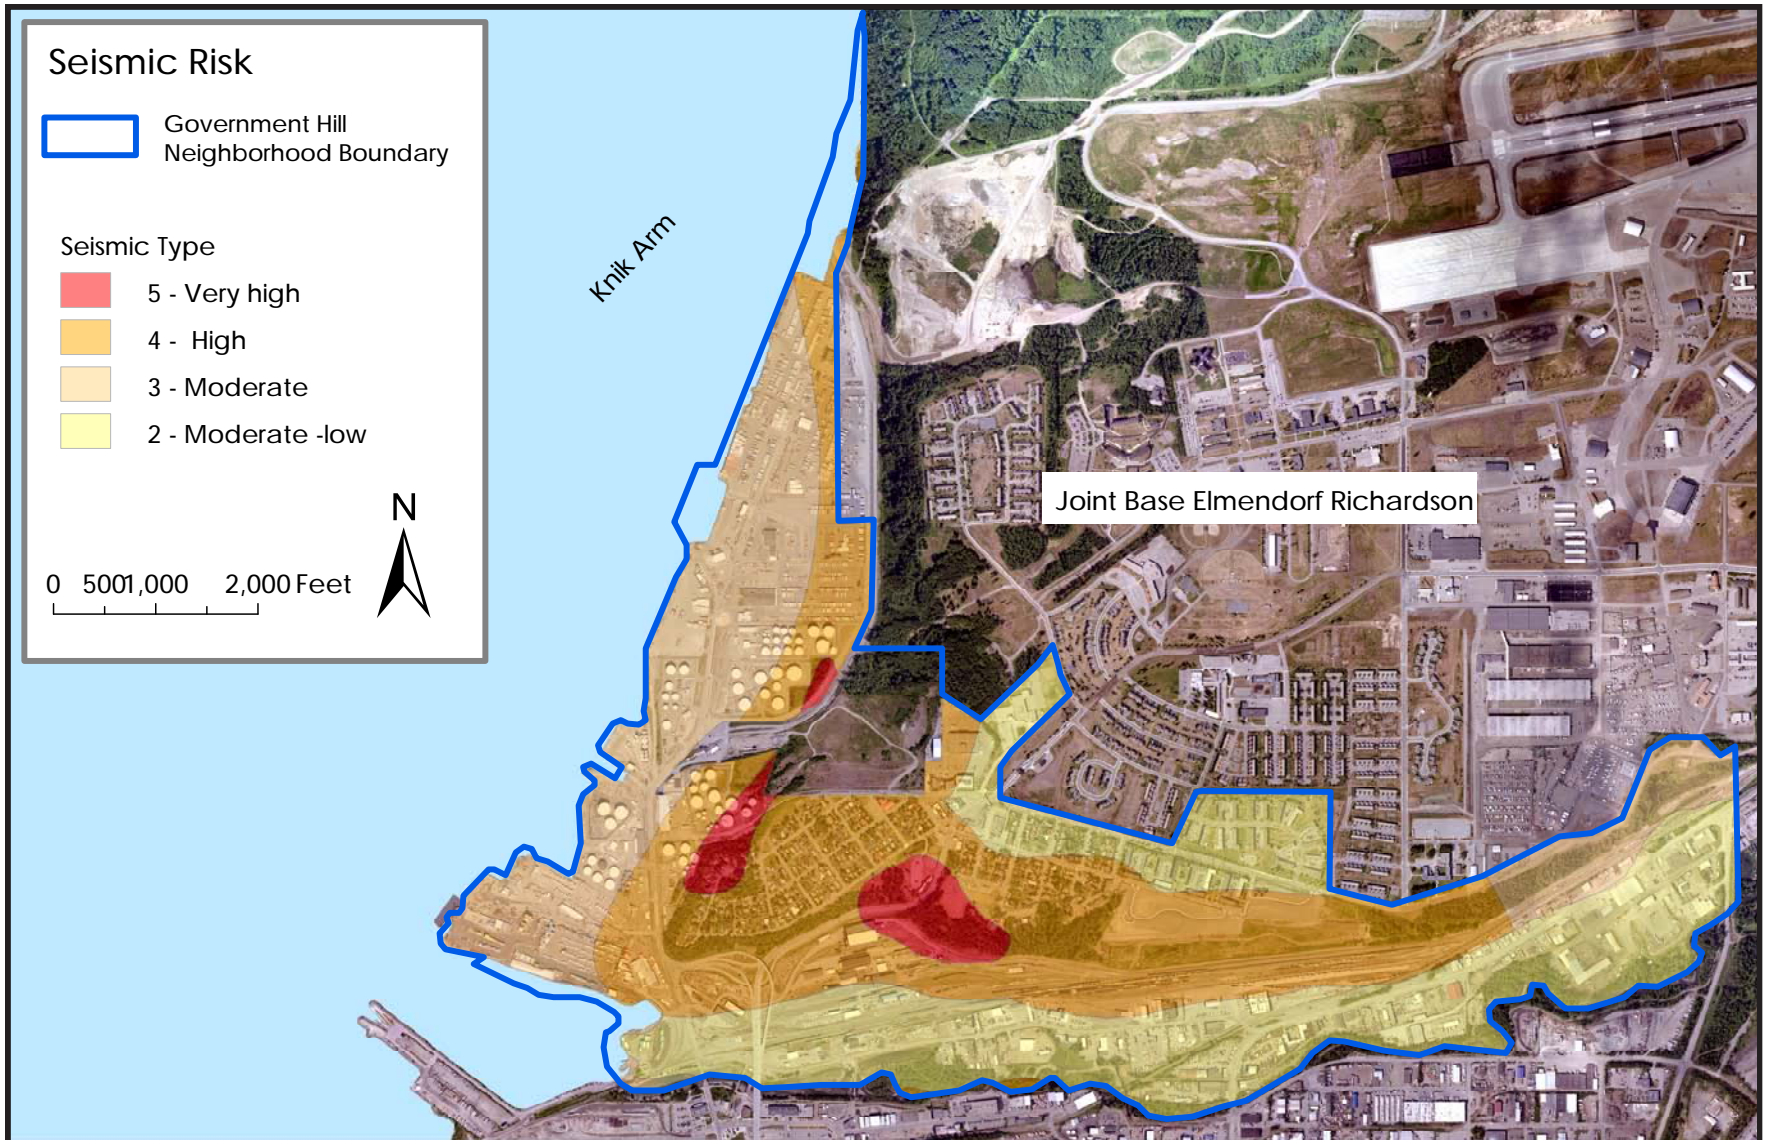 Seismic Risk
Government Hill
Neighborhood Boundary
Seismic Type
5 - Very high
4 - High
3 - Moderate
2 - Moderate -low
N
0 5001,000 2,000 Feet
Knik Arm
Joint Base Elmendorf Richardson